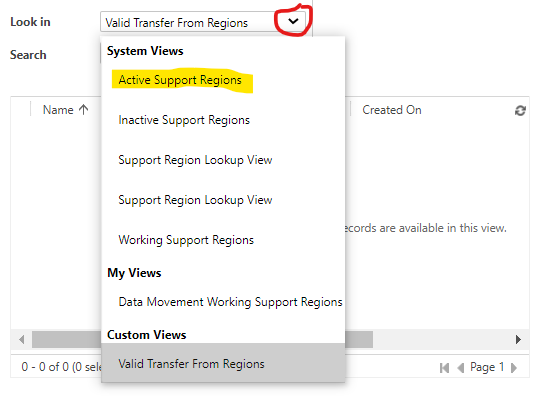 Look in
Valid Transfer From Regions
System Views
Search
Active Support Regions
Name
Created On
Inactive Support Regions
Support Region Lookup View
Support Region Lookup View
ecords are available in this view.
Working Support Regions
My Views
Data Movement Working Support Regions
Custom Views
Valid Transfer From Regions
0 - 0 of 0 (0 sele
Page 1